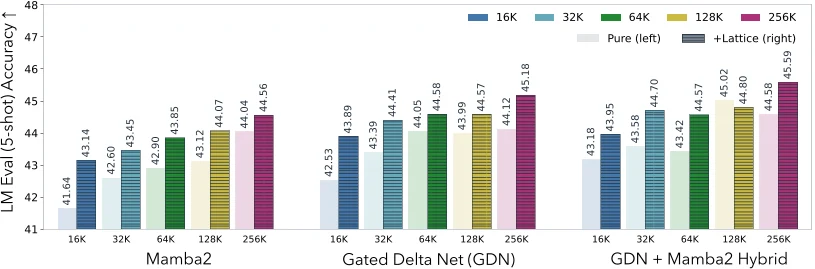 LM Eval (5-shot) Accuracy ↑
48
47
46
45
44
43
42
41
16K 32K 64K 128K 256K
Pure (left) +Lattice (right)
41.64 43.14 42.60 43.45 42.90 43.85 43.12 44.07 44.04 44.56
42.53 43.89 43.39 44.41 44.05 44.58 43.99 44.57 44.12 45.18
43.18 43.95 43.58 44.70 43.42 44.57 45.02 44.80 44.58 45.59
16K 32K 64K 128K 256K 16K 32K 64K 128K 256K 16K 32K 64K 128K 256K
Mamba2 Gated Delta Net (GDN) GDN + Mamba2 Hybrid